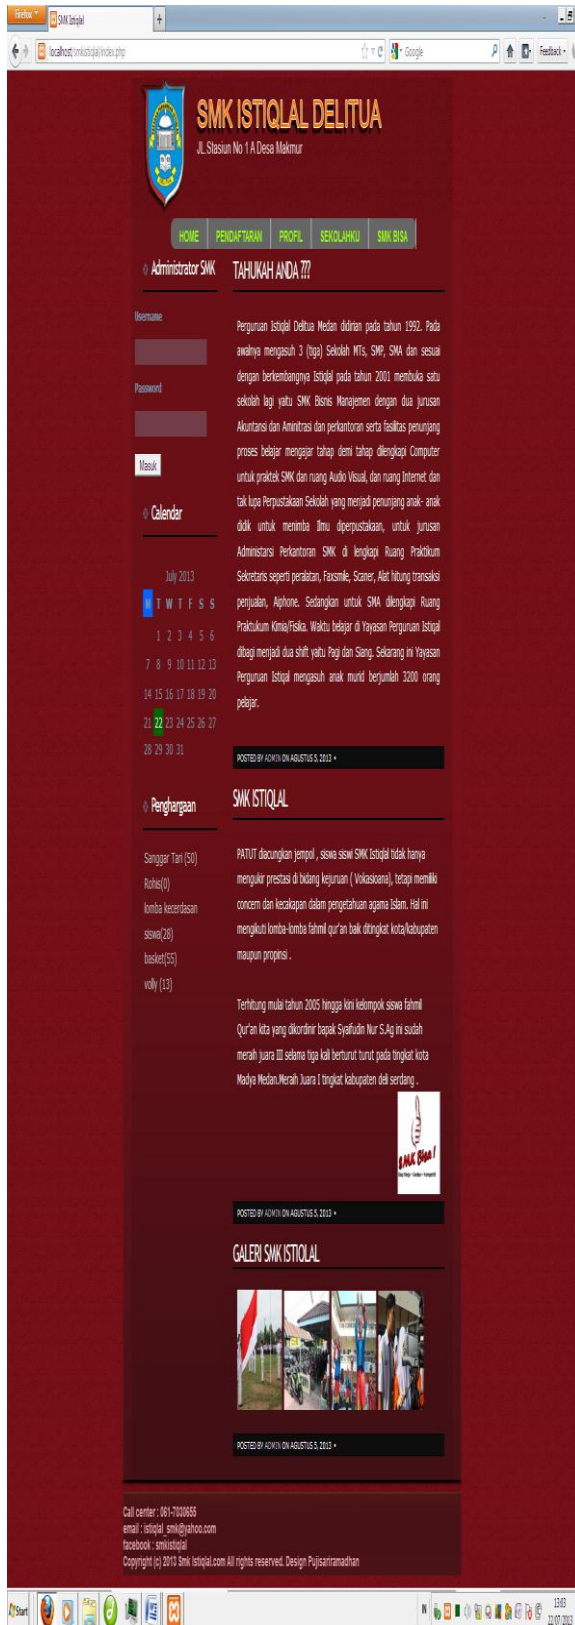 Firefox
SMK Istiqlal
localhost/smkistiqlal/index.php
Google
Feedback
SMK ISTIQLAL DELITUA
JL.Stasiun No 1 A Desa Makmur
HOME PENDAFTARAN PROFIL SEKOLAHKU SMK BISA
Administrator SMK
Username
Password
Masuk
Calendar
July 2013
M T W T F S S
1 2 3 4 5 6
7 8 9 10 11 12 13
14 15 16 17 18 19 20
21 22 23 24 25 26 27
28 29 30 31
Penghargaan
Sanggar Tari (50)
Rohis(0)
lomba kecerdasan
siswa(28)
basket(55)
volly (13)
TAHUKAH ANDA ???
Perguruan Istiqlal Delitua Medan didirian pada tahun 1992. Pada
awalnya mengasuh 3 (tiga) Sekolah MTs, SMP, SMA dan sesuai
dengan berkembangnya Istiqlal pada tahun 2001 membuka satu
sekolah lagi yaitu SMK Bisnis Manajemen dengan dua jurusan
Akuntansi dan Aminitrasi dan perkantoran serta fasilitas penunjang
proses belajar mengajar tahap demi tahap dilengkapi Computer
untuk praktek SMK dan ruang Audio Visual, dan ruang Internet dan
tak lupa Perpustakaan Sekolah yang menjadi penunjang anak- anak
didik untuk menimba Ilmu diperpustakaan, untuk jurusan
Administarsi Perkantoran SMK di lengkapi Ruang Praktikum
Sekretaris seperti peralatan, Faxsmile, Scaner, Alat hitung transaksi
penjualan, Aiphone. Sedangkan untuk SMA dilengkapi Ruang
Praktukum Kimia/Fisika. Waktu belajar di Yayasan Perguruan Istiqal
dibagi menjadi dua shift yaitu Pagi dan Siang. Sekarang ini Yayasan
Perguruan Istiqal mengasuh anak murid berjumlah 3200 orang
pelajar.
POSTED BY ADMIN ON AGUSTUS 5, 2013 •
SMK ISTIQLAL
PATUT diacungkan jempol , siswa siswi SMK Istiqlal tidak hanya
mengukir prestasi di bidang kejuruan ( Vokasioana), tetapi memiliki
concern dan kecakapan dalam pengetahuan agama Islam. Hal ini
mengikuti lomba-lomba fahmil qur'an baik ditingkat kota/kabupaten
maupun propinsi .
Terhitung mulai tahun 2005 hingga kini kelompok siswa fahmil
Qur'an kita yang dikordinir bapak Syaifudin Nur S.Ag ini sudah
meraih juara III selama tiga kali berturut turut pada tingkat kota
Madya Medan.Meraih Juara I tingkat kabupaten deli serdang .
SMK Bisa !
POSTED BY ADMIN ON AGUSTUS 5, 2013 •
GALERI SMK ISTIQLAL
POSTED BY ADMIN ON AGUSTUS 5, 2013 •
Call center : 061-7030655
email : istiqlal_smk@yahoo.com
facebook : smkistiqlal
Copyright (c) 2013 Smk Istiqlal.com All rights reserved. Design Pujisariramadhan
Start
13:03
22/07/2013